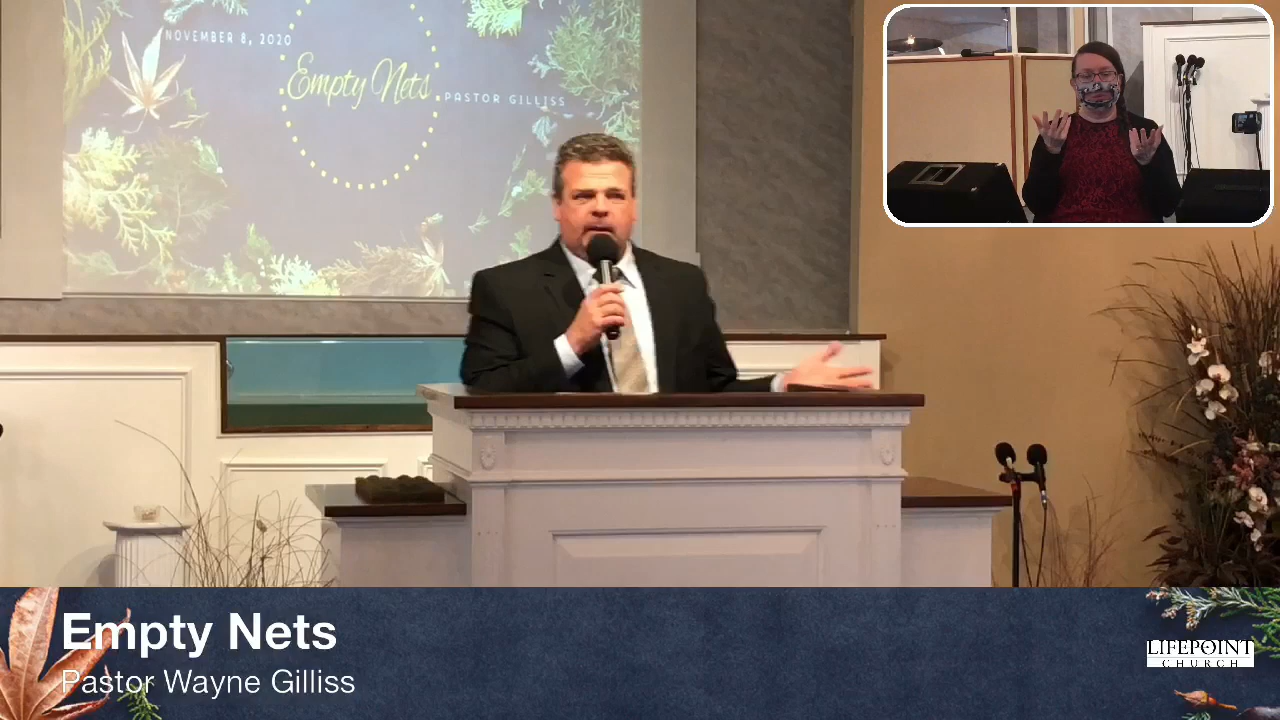 NOVEMBER 8, 2020
Empty Nets
PASTOR GILLISS
Empty Nets
Pastor Wayne Gilliss
LIFEPOINT
CHURCH